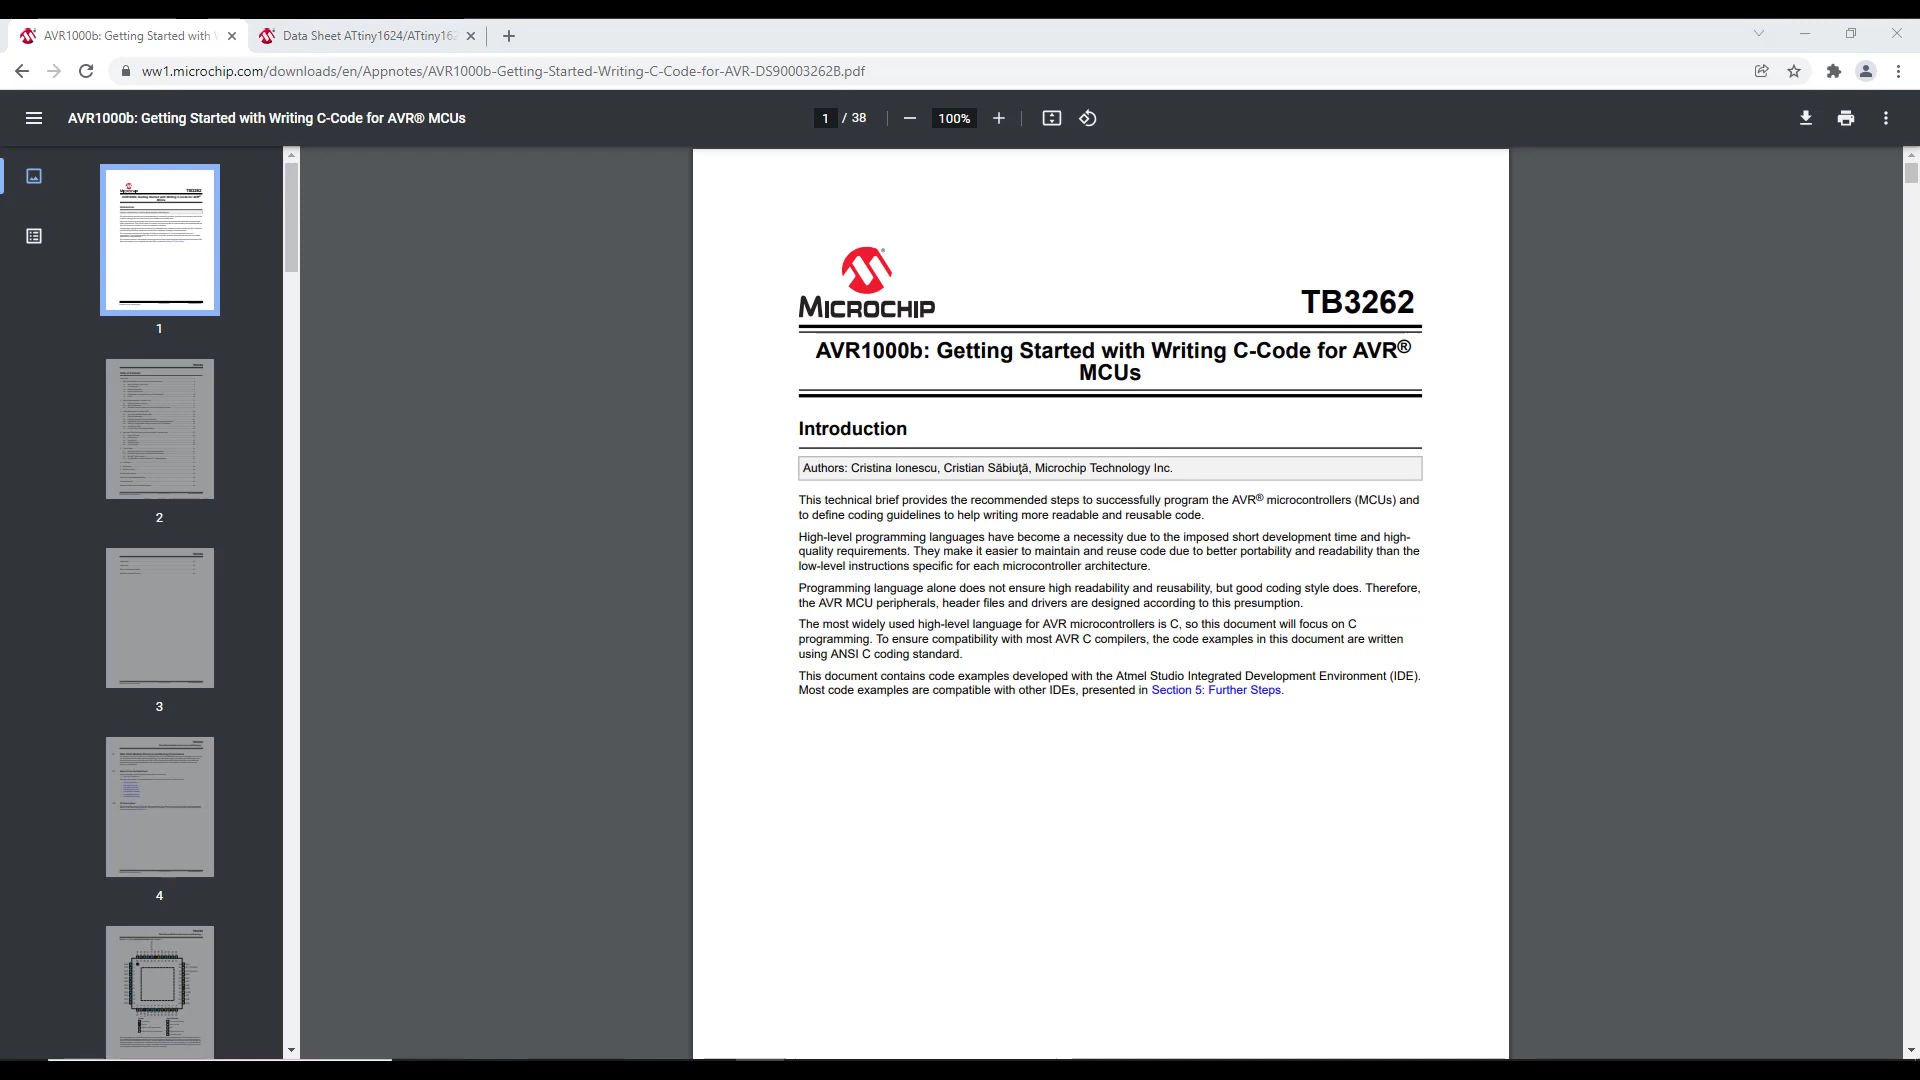 AVR1000b: Getting Started with
Data Sheet ATtiny1624/ATtiny162
ww1.microchip.com/downloads/en/Appnotes/AVR1000b-Getting-Started-Writing-C-Code-for-AVR-DS90003262B.pdf
AVR1000b: Getting Started with Writing C-Code for AVR® MCUs
1 / 38
100%
1
2
3
4
MICROCHIP
TB3262
AVR1000b: Getting Started with Writing C-Code for AVR®
MCUs
Introduction
Authors: Cristina Ionescu, Cristian Săbiuţă, Microchip Technology Inc.
This technical brief provides the recommended steps to successfully program the AVR® microcontrollers (MCUs) and
to define coding guidelines to help writing more readable and reusable code.
High-level programming languages have become a necessity due to the imposed short development time and high-
quality requirements. They make it easier to maintain and reuse code due to better portability and readability than the
low-level instructions specific for each microcontroller architecture.
Programming language alone does not ensure high readability and reusability, but good coding style does. Therefore,
the AVR MCU peripherals, header files and drivers are designed according to this presumption.
The most widely used high-level language for AVR microcontrollers is C, so this document will focus on C
programming. To ensure compatibility with most AVR C compilers, the code examples in this document are written
using ANSI C coding standard.
This document contains code examples developed with the Atmel Studio Integrated Development Environment (IDE).
Most code examples are compatible with other IDEs, presented in Section 5: Further Steps.